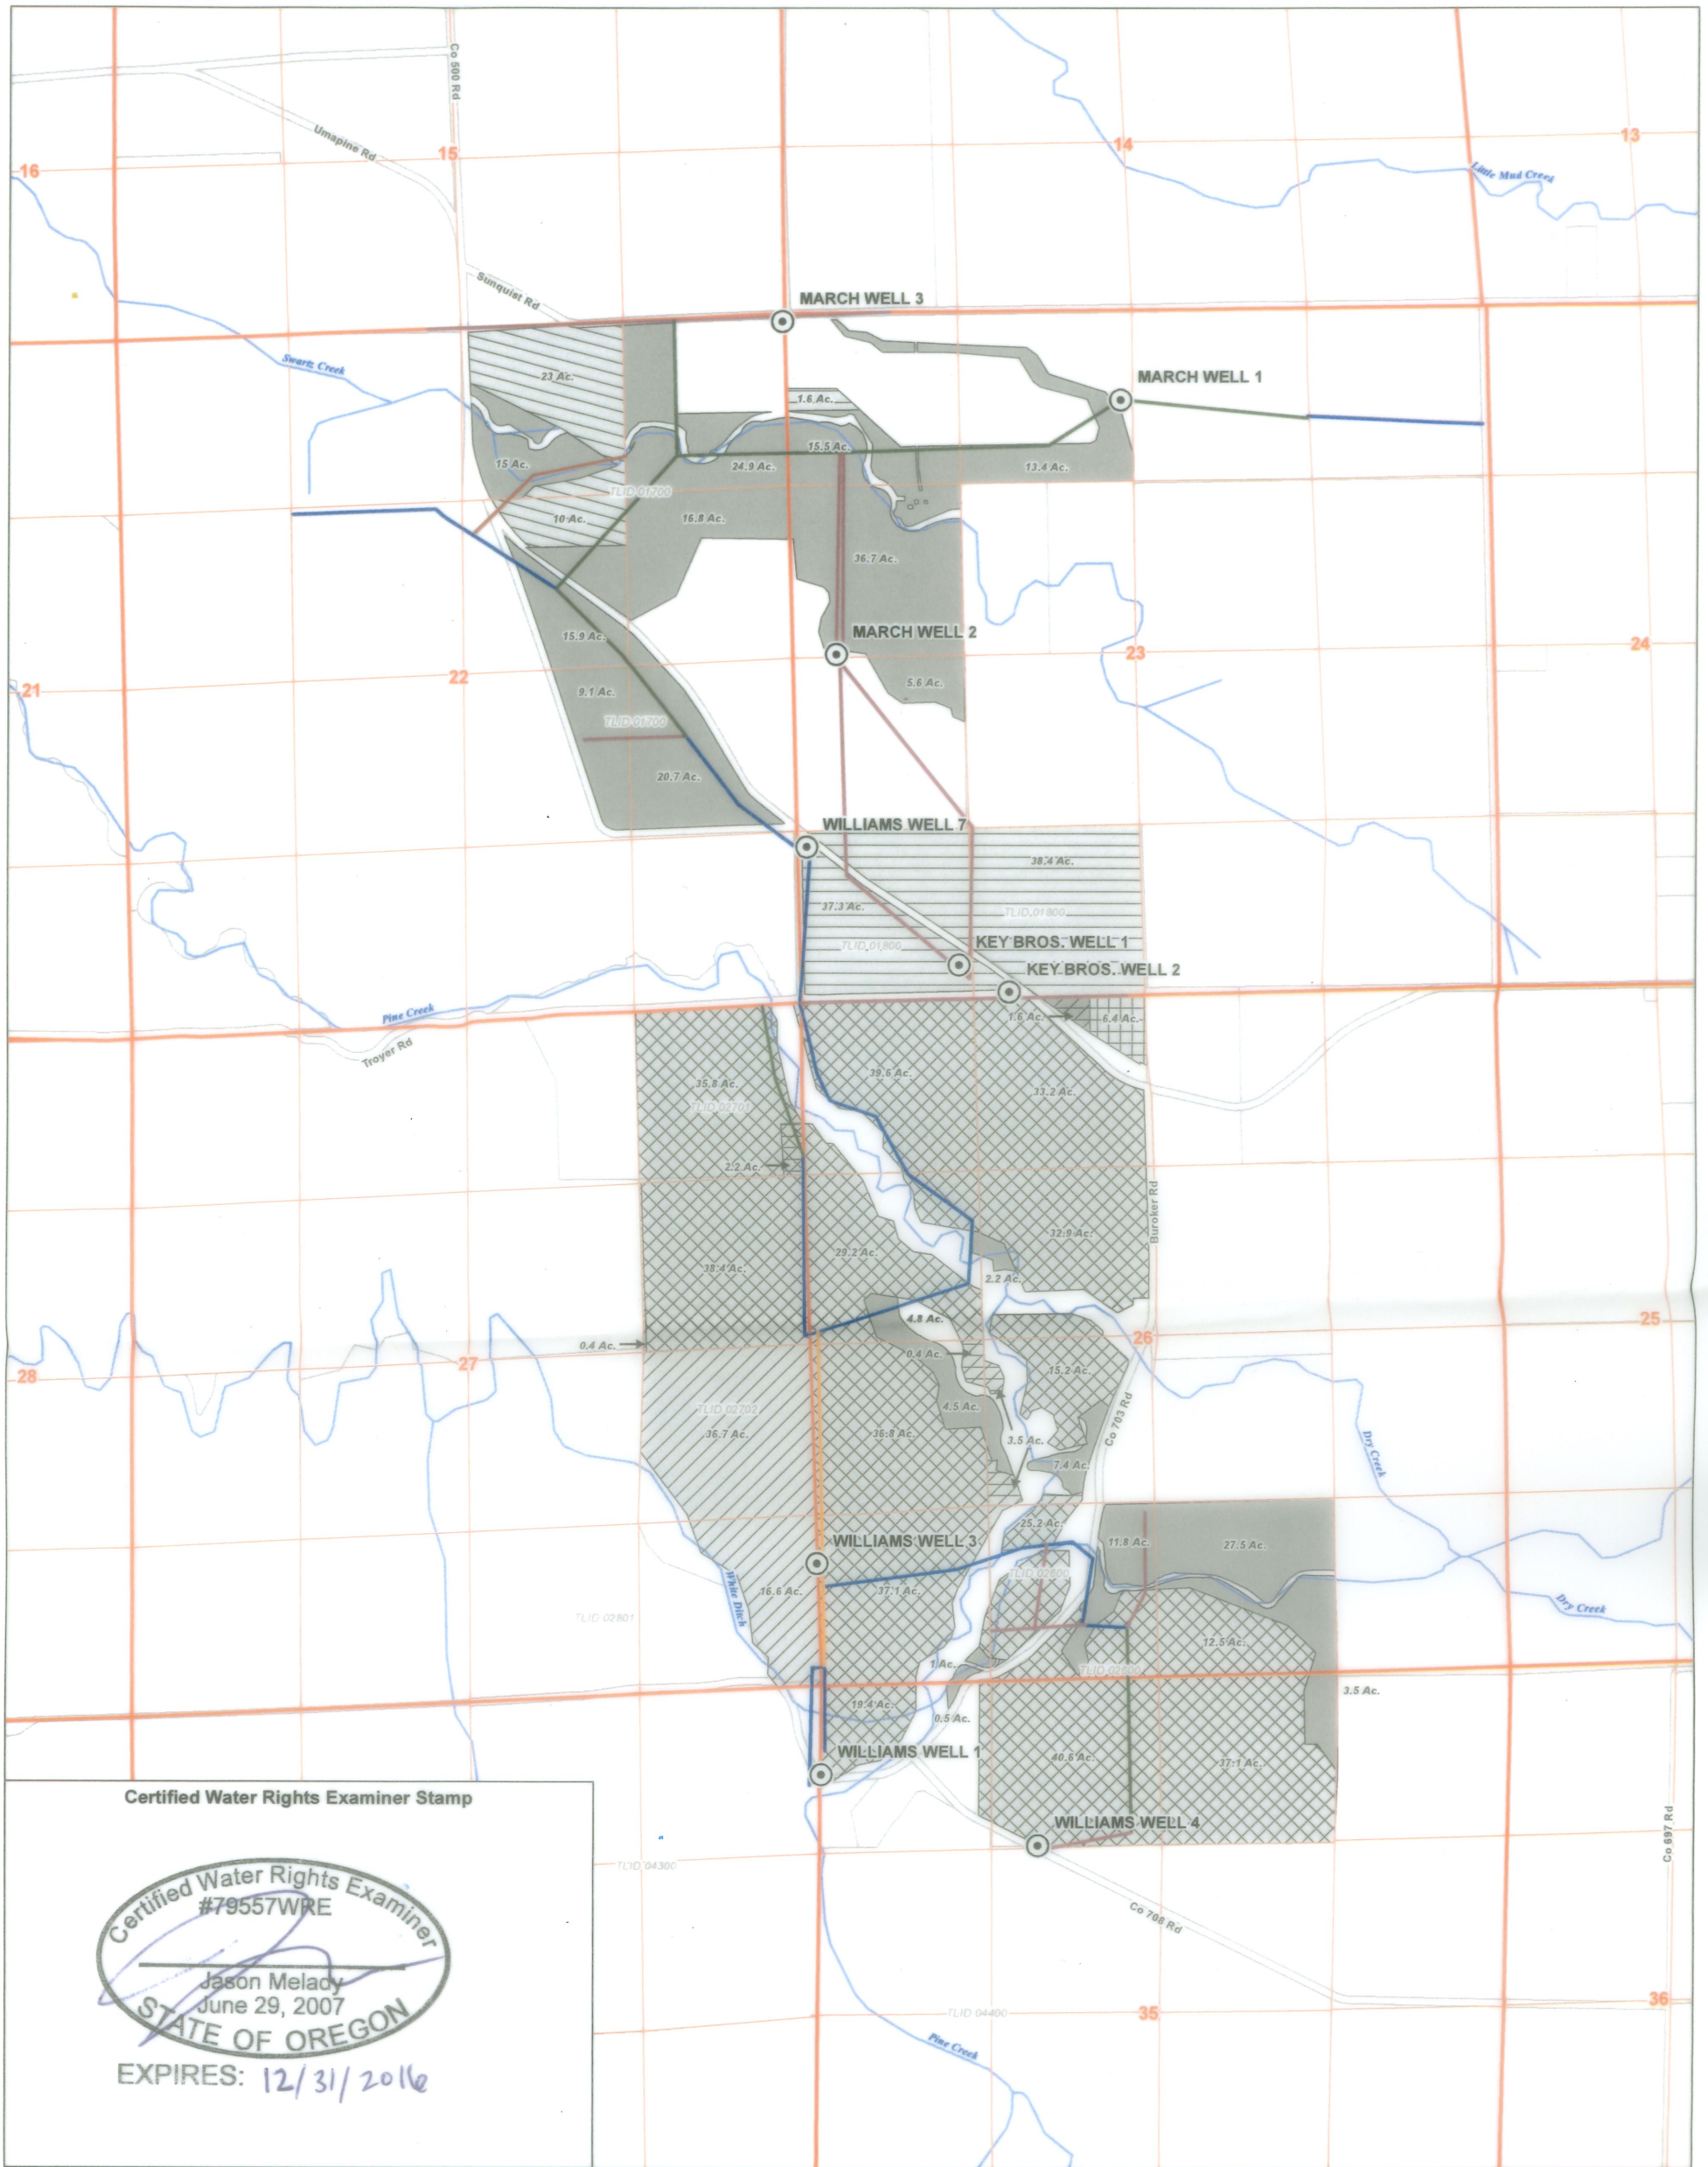 Co 500 Rd
Umapine Rd
15
14
13
16
Little Mud Creek
Sunquist Rd
MARCH WELL 3
Swartz Creek
23 Ac.
MARCH WELL 1
1.6 Ac.
15.5 Ac.
15 Ac.
24.9 Ac.
13.4 Ac.
TLID 01700
10 Ac.
16.8 Ac.
36.7 Ac.
15.9 Ac.
MARCH WELL 2
23
24
22
21
9.1 Ac.
5.6 Ac.
TLID 01700
20.7 Ac.
WILLIAMS WELL 7
38.4 Ac.
37.3 Ac.
TLID 01800
TLID 01800
KEY BROS. WELL 1
KEY BROS. WELL 2
Pine Creek
1.6 Ac.
6.4 Ac.
Troyer Rd
39.6 Ac.
35.8 Ac.
33.2 Ac.
TLID 02701
2.2 Ac.
Buroker Rd
32.9 Ac.
29.2 Ac.
38.4 Ac.
2.2 Ac.
4.8 Ac.
25
26
0.4 Ac.
0.4 Ac.
27
28
15.2 Ac.
TLID 02702
4.5 Ac.
Co 703 Rd
36.7 Ac.
36.8 Ac.
3.5 Ac.
Dry Creek
7.4 Ac.
25.2 Ac.
WILLIAMS WELL 3
11.8 Ac.
27.5 Ac.
TLID 02600
16.6 Ac.
37.1 Ac.
White Ditch
Dry Creek
TLID 02801
12.5 Ac.
1 Ac.
3.5 Ac.
19.4 Ac.
0.5 Ac.
WILLIAMS WELL 1
40.6 Ac.
37.1 Ac.
WILLIAMS WELL 4
Co 697 Rd
TLID 04300
Co 708 Rd
36
35
TLID 04400
Pine Creek
Certified Water Rights Examiner Stamp
Certified Water Rights Examiner
#79557WRE
Jason Melady
June 29, 2007
STATE OF OREGON
EXPIRES: 12/31/2016